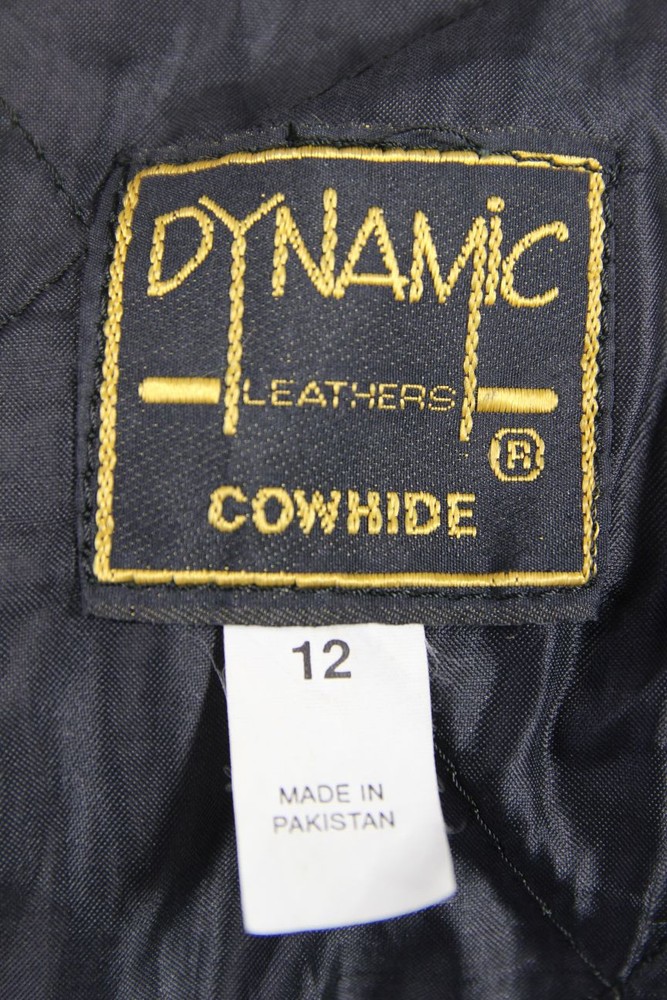 DYNAMiC
LEATHERS
®
COWHIDE
12
MADE IN
PAKISTAN